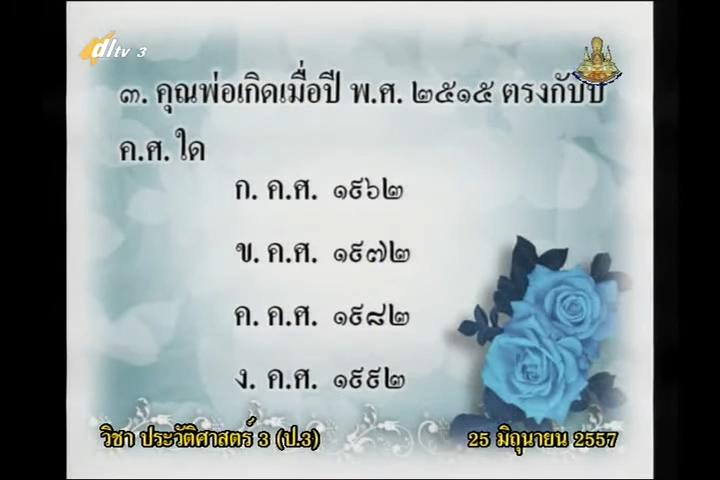 dltv 3
๓. คุณพ่อเกิดเมื่อปี พ.ศ. ๒๕๑๕ ตรงกับปี
ค.ศ. ใด
ก. ค.ศ. ๑๙๖๒
ข. ค.ศ. ๑๙๗๒
ค. ค.ศ. ๑๙๘๒
ง. ค.ศ. ๑๙๙๒
วิชา ประวัติศาสตร์ 3 (ป.3)
25 มิถุนายน 2557